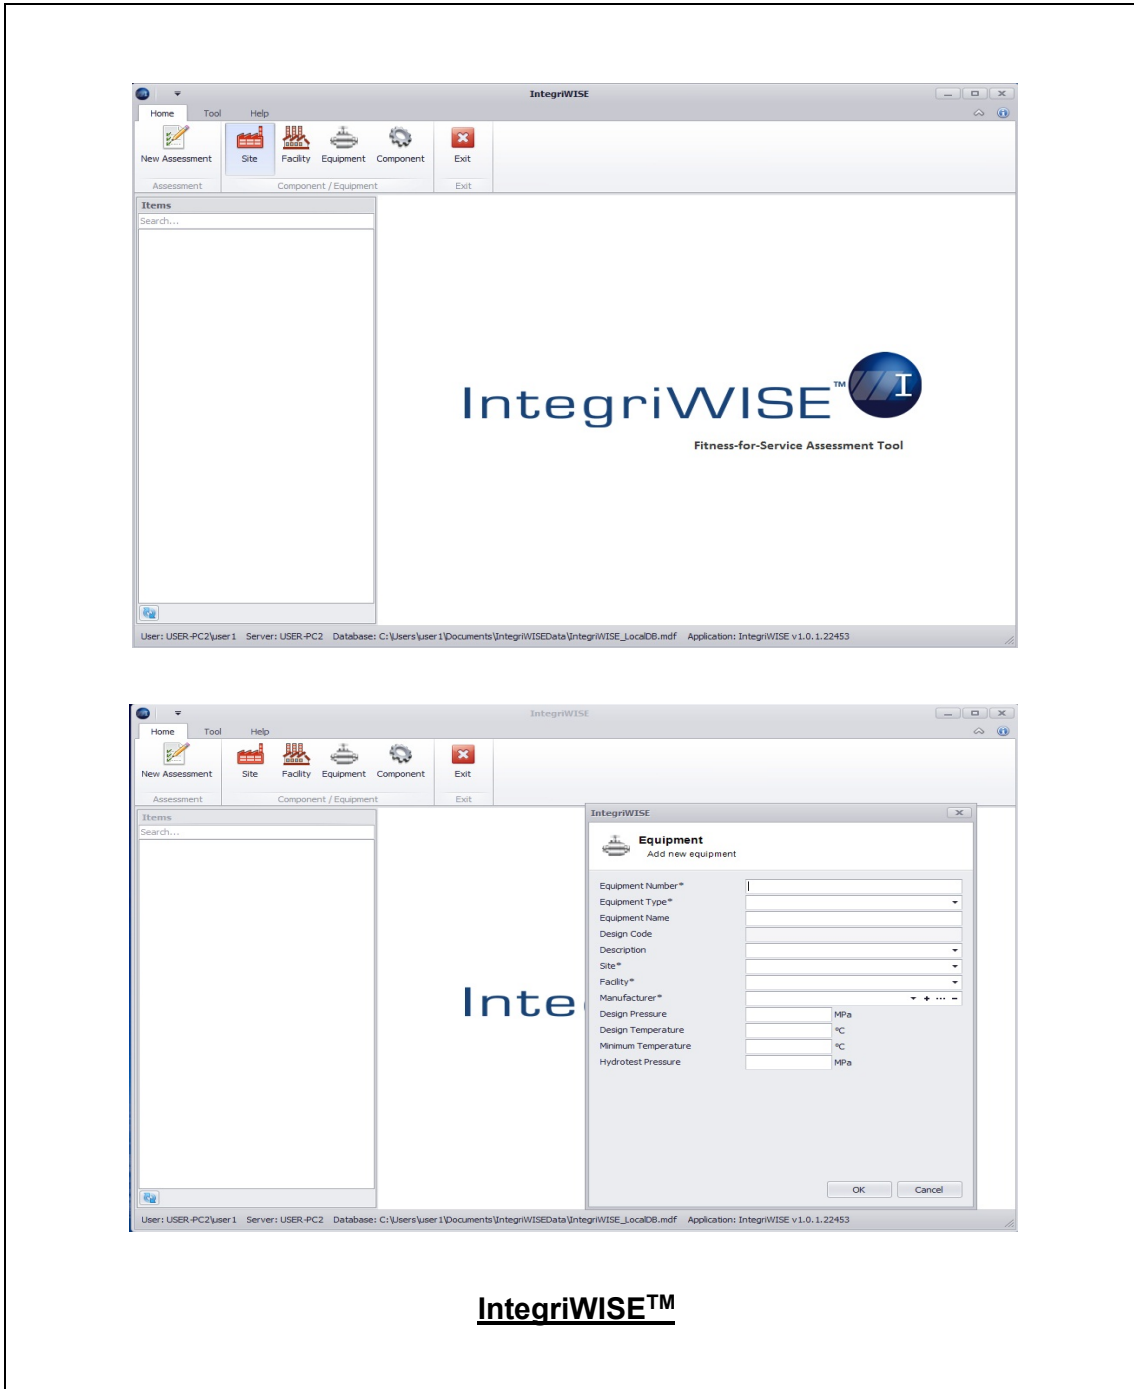 IntegriWISE
Home Tool Help
New Assessment Site Facility Equipment Component Exit
Assessment Component / Equipment Exit
Items
Search...
IntegriWISE™ I
Fitness-for-Service Assessment Tool
User: USER-PC2\user1 Server: USER-PC2 Database: C:\Users\user1\Documents\IntegriWISEData\IntegriWISE_LocalDB.mdf Application: IntegriWISE v1.0.1.22453
IntegriWISE
Home Tool Help
New Assessment Site Facility Equipment Component Exit
Assessment Component / Equipment Exit
Items
Search...
Inte
IntegriWISE
Equipment
Add new equipment
Equipment Number*
Equipment Type*
Equipment Name
Design Code
Description
Site*
Facility*
Manufacturer*
Design Pressure MPa
Design Temperature °C
Minimum Temperature °C
Hydrotest Pressure MPa
OK Cancel
User: USER-PC2\user1 Server: USER-PC2 Database: C:\Users\user1\Documents\IntegriWISEData\IntegriWISE_LocalDB.mdf Application: IntegriWISE v1.0.1.22453
IntegriWISE™